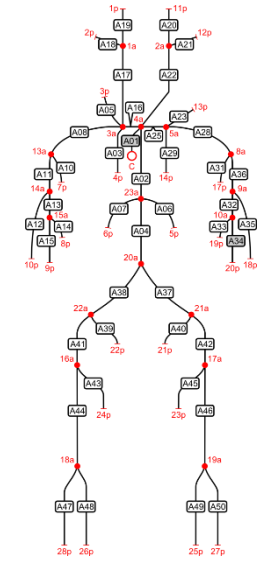 1p 11p
A19 A20
2p A18 1a 2a A21 12p
A17 A22
3p
A05 A16 A23 13p
4a
A08 3a A01 A25 5a A28
A03 C A29
13a 4p A02 14p 8a
A11 A10 A31 A36
14a 7p 23a 17p 9a
A13 A07 A06 A32
A12 15a 10a A35
A14 6p A04 5p A33
A15 8p 19p A34
10p 9p 20p 18p
20a
A38 A37
22a 21a
A41 A39 A40 A42
16a 22p 21p 17a
A43 A45
A44 A46
24p 23p
18a 19a
A47 A48 A49 A50
28p 26p 25p 27p